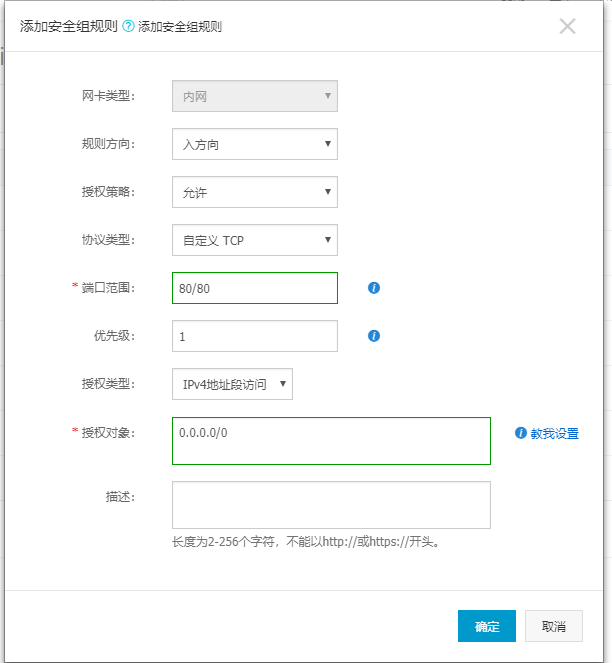 添加安全组规则 ? 添加安全组规则
网卡类型： 内网
规则方向： 入方向
授权策略： 允许
协议类型： 自定义 TCP
* 端口范围： 80/80
优先级： 1
授权类型： IPv4地址段访问
* 授权对象： 0.0.0.0/0 i 教我设置
描述：
长度为2-256个字符，不能以http://或https://开头。
确定 取消